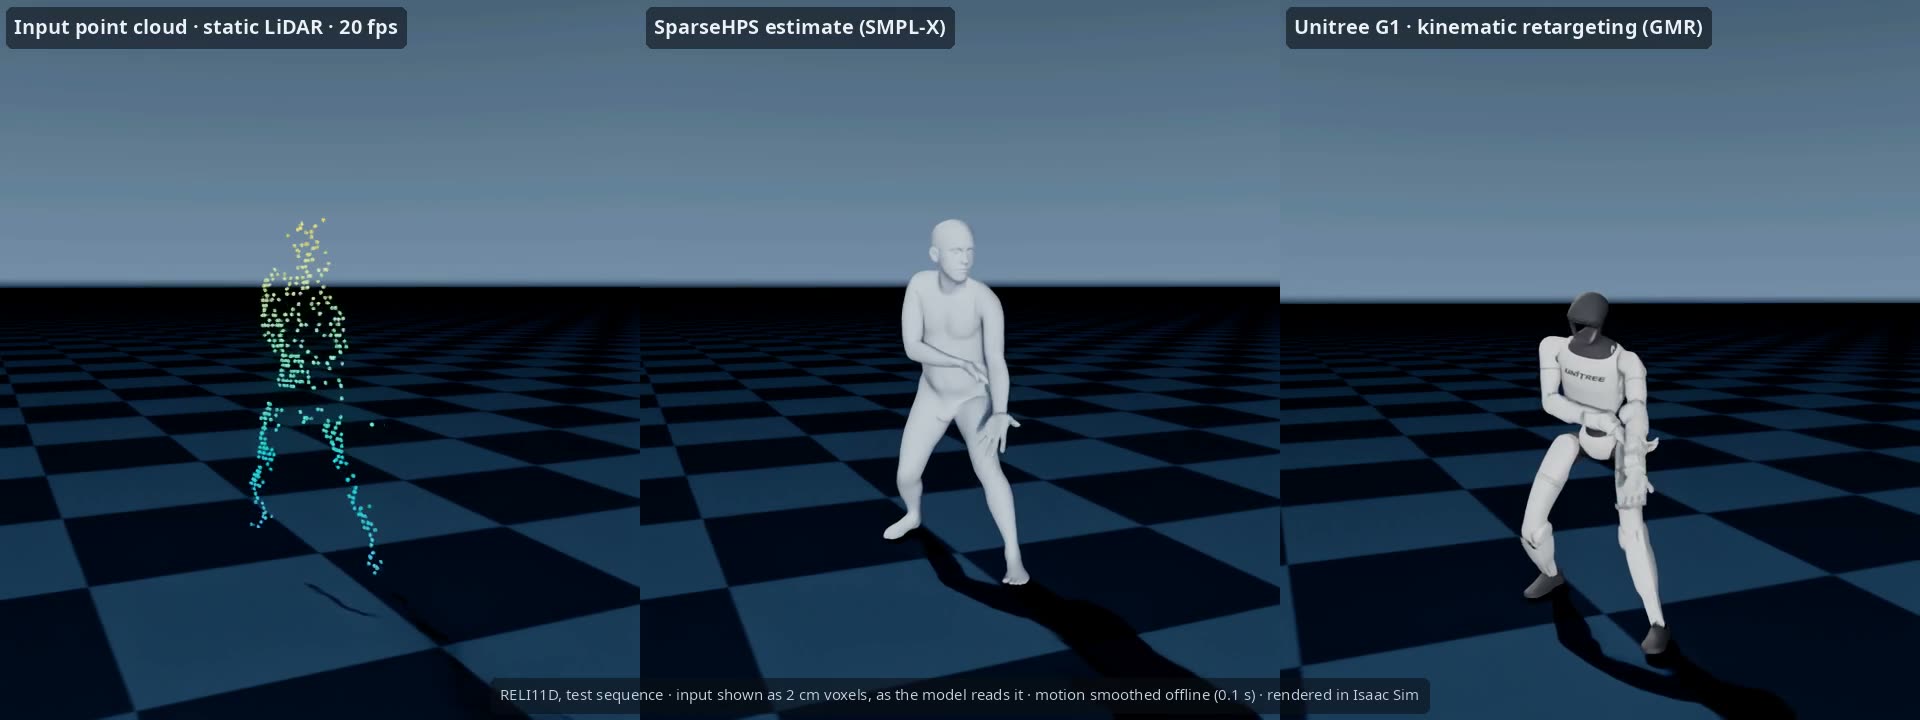 Input point cloud · static LiDAR · 20 fps
SparseHPS estimate (SMPL-X)
Unitree G1 · kinematic retargeting (GMR)
UNITREE
RELI11D, test sequence · input shown as 2 cm voxels, as the model reads it · motion smoothed offline (0.1 s) · rendered in Isaac Sim